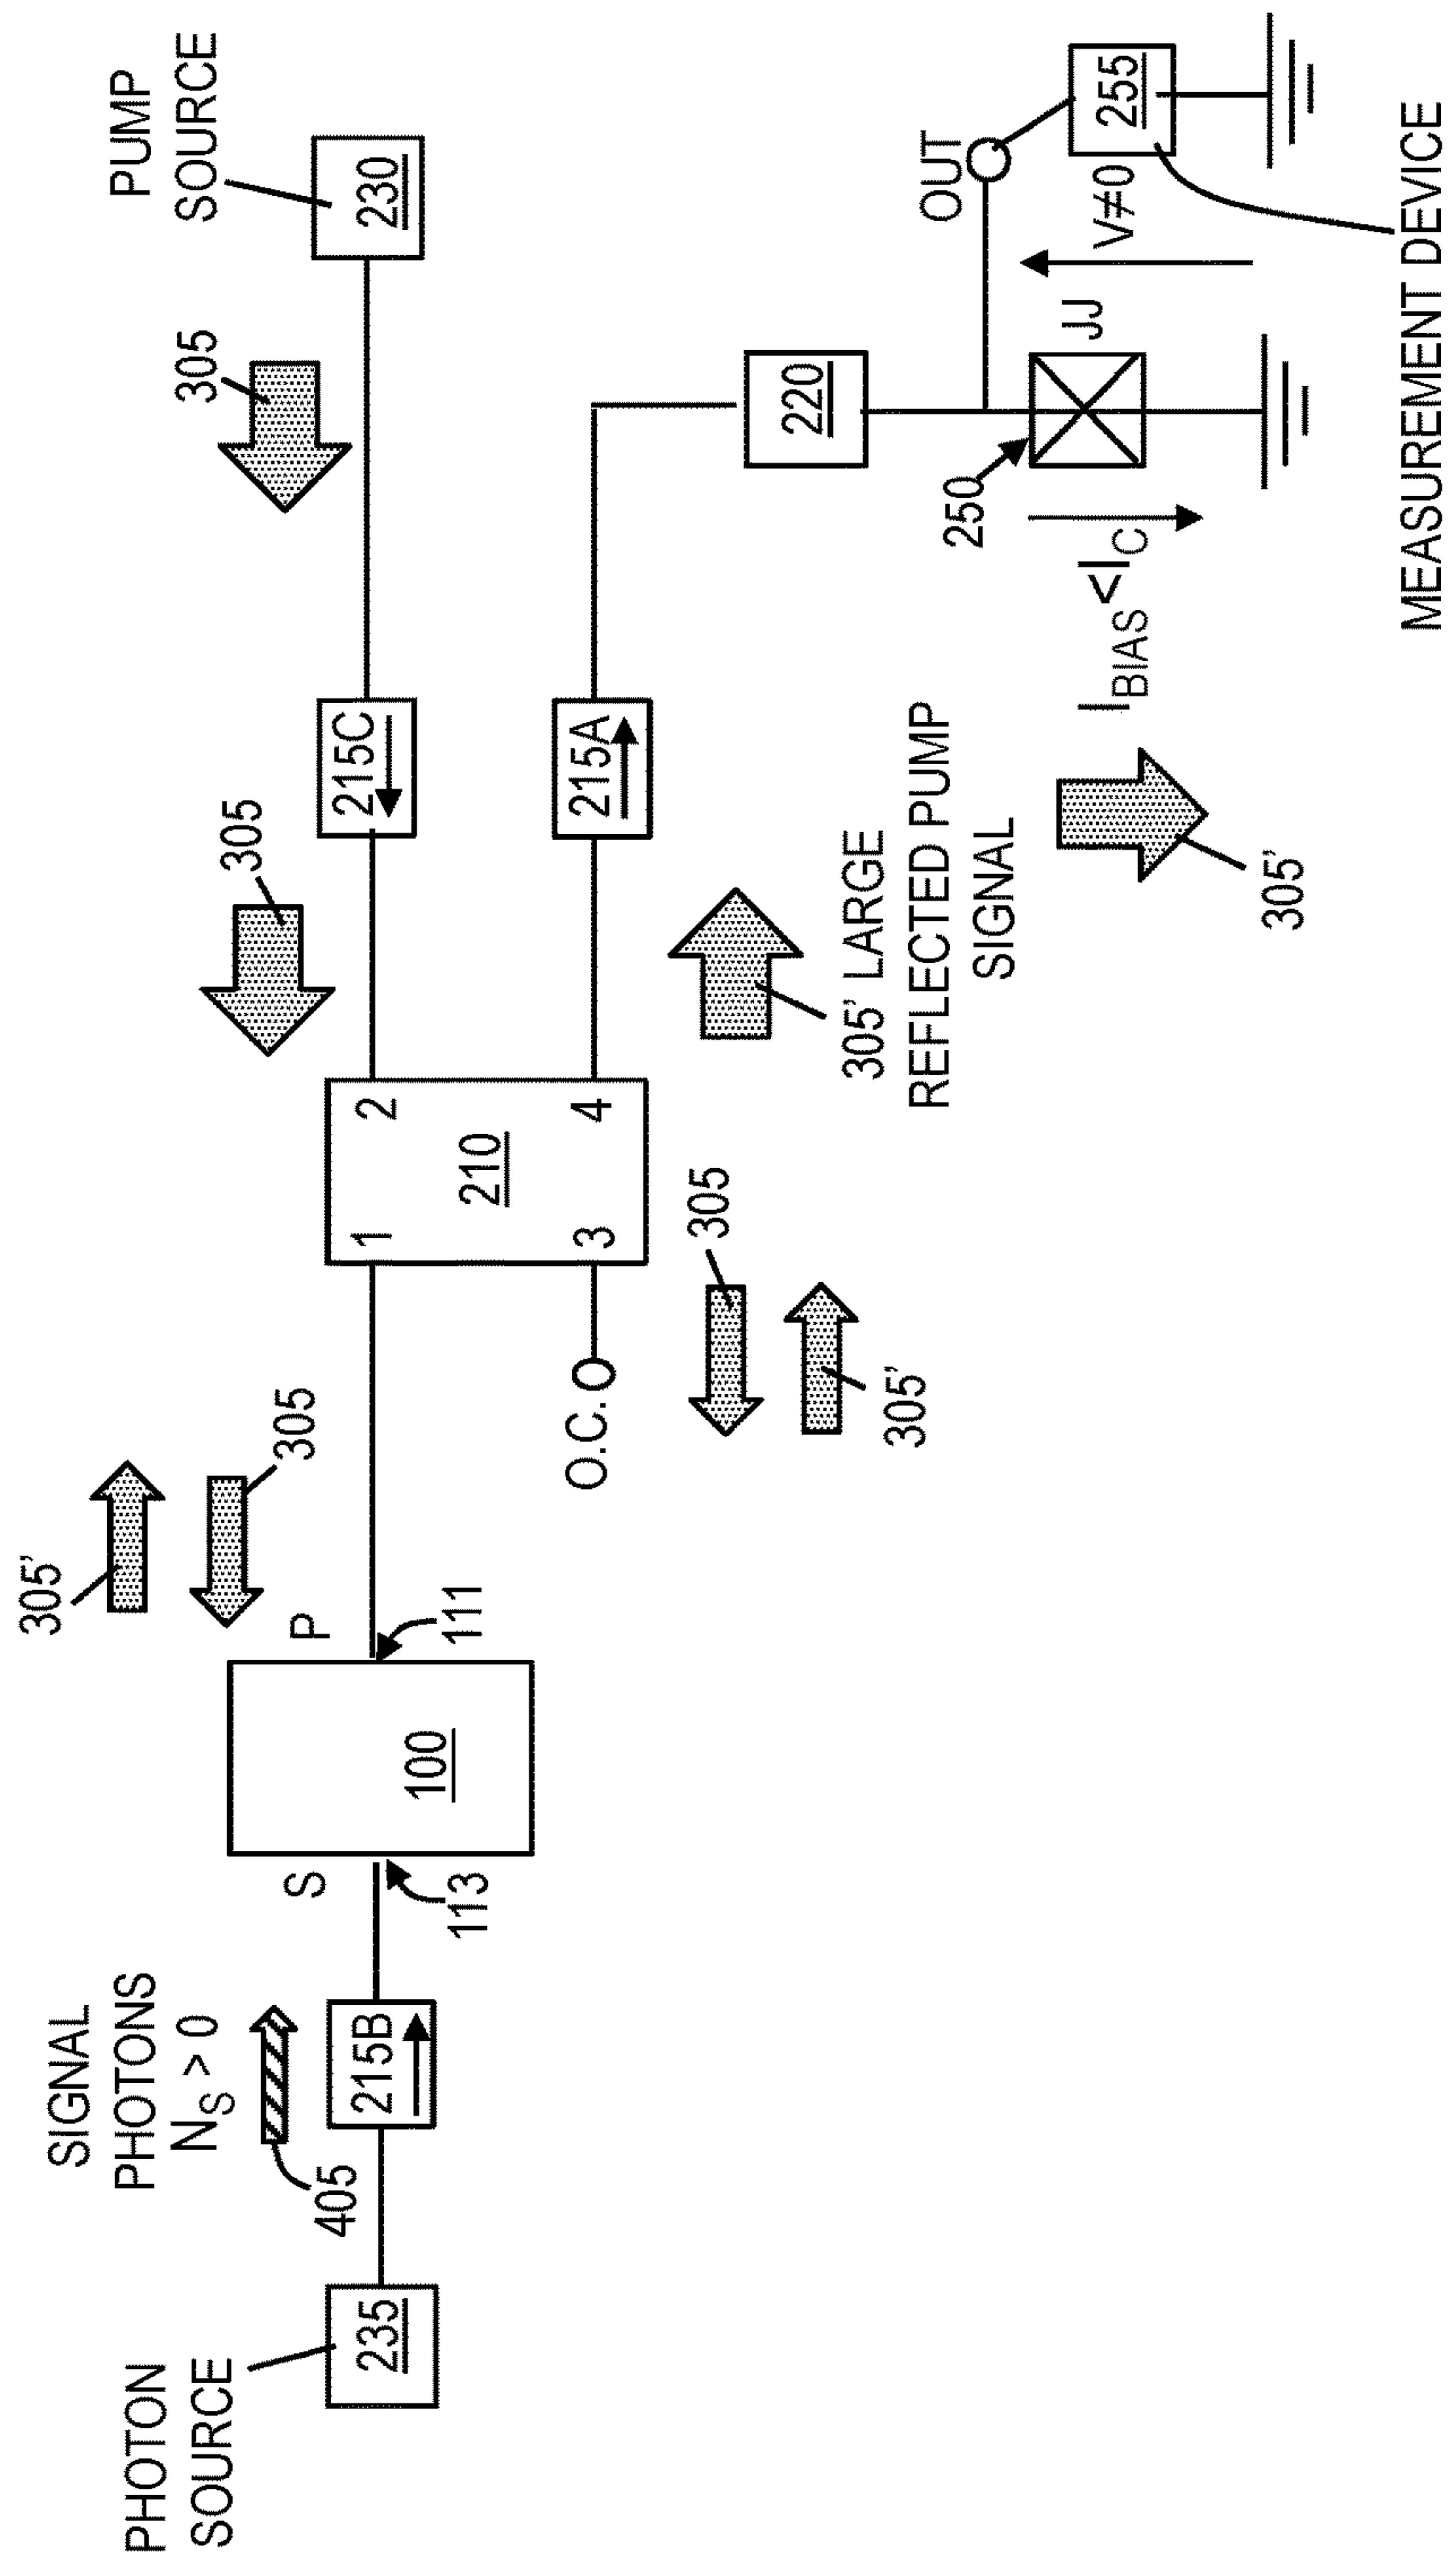 PUMP
SOURCE
230
305
305
215C
215A
2
4
210
1
3
O.C.
305
305'
305' LARGE
REFLECTED PUMP
SIGNAL
305'
220
250
JJ
I_BIAS < I_C
V≠0
OUT
255
MEASUREMENT DEVICE
305'
305
P
111
100
S
113
SIGNAL
PHOTONS
N_S > 0
405
215B
235
PHOTON
SOURCE